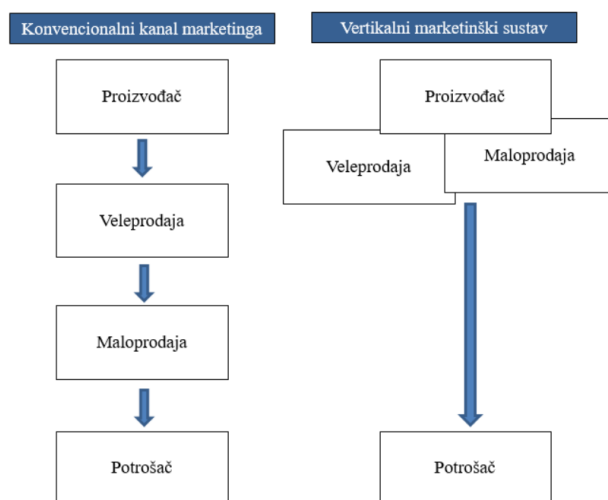 Konvencionalni kanal marketinga
Proizvođač
Veleprodaja
Maloprodaja
Potrošač
Vertikalni marketinški sustav
Proizvođač
Veleprodaja
Maloprodaja
Potrošač